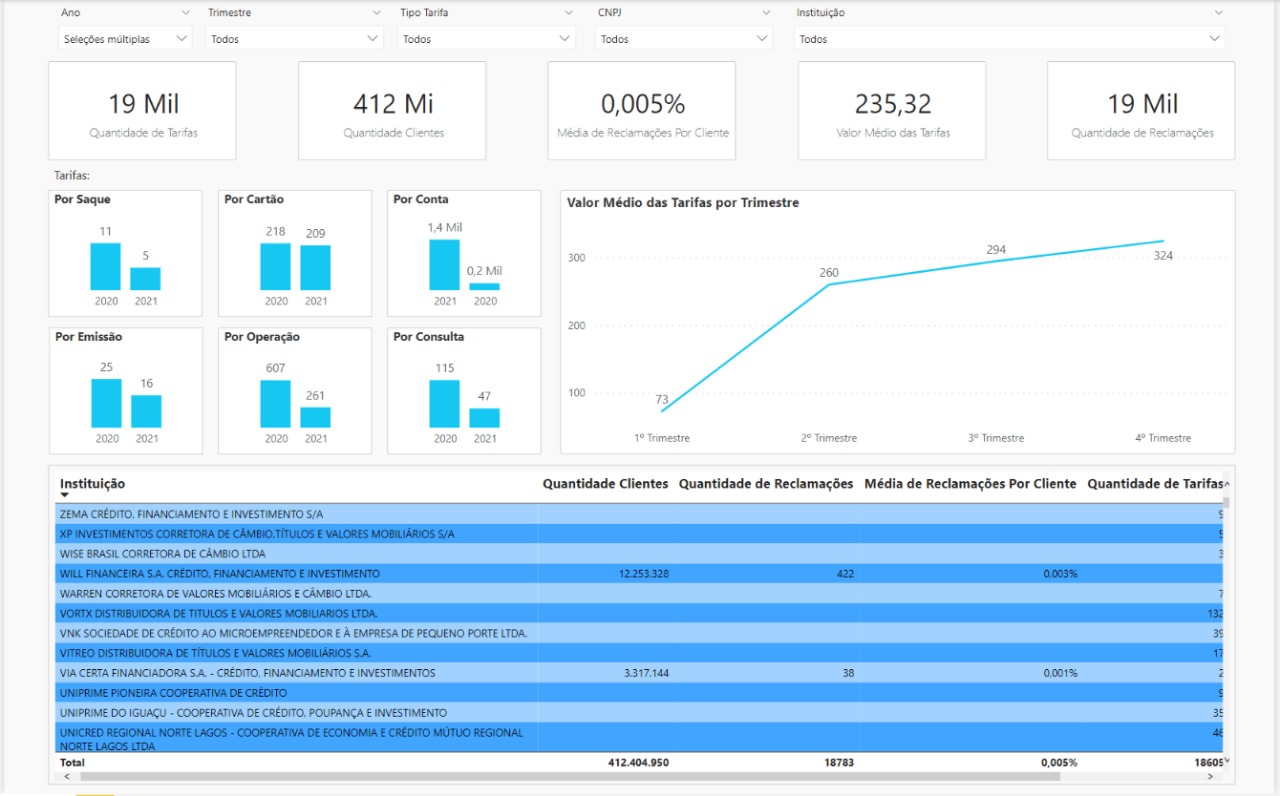 Ano
Trimestre
Tipo Tarifa
CNPJ
Instituição
Seleções múltiplas
Todos
Todos
Todos
Todos
19 Mil
Quantidade de Tarifas
412 Mi
Quantidade Clientes
0,005%
Média de Reclamações Por Cliente
235,32
Valor Médio das Tarifas
19 Mil
Quantidade de Reclamações
Tarifas:
Por Saque
11
5
2020 2021
Por Cartão
218
209
2020 2021
Por Conta
1,4 Mil
0,2 Mil
2021 2020
Por Emissão
25
16
2020 2021
Por Operação
607
261
2020 2021
Por Consulta
115
47
2020 2021
Valor Médio das Tarifas por Trimestre
300
200
100
73
260
294
324
1º Trimestre
2º Trimestre
3º Trimestre
4º Trimestre
Instituição Quantidade Clientes Quantidade de Reclamações Média de Reclamações Por Cliente Quantidade de Tarifas
ZEMA CRÉDITO, FINANCIAMENTO E INVESTIMENTO S/A
XP INVESTIMENTOS CORRETORA DE CÂMBIO,TÍTULOS E VALORES MOBILIÁRIOS S/A
WISE BRASIL CORRETORA DE CÂMBIO LTDA
WILL FINANCEIRA S.A. CRÉDITO, FINANCIAMENTO E INVESTIMENTO 12.253.328 422 0,003%
WARREN CORRETORA DE VALORES MOBILIÁRIOS E CÂMBIO LTDA. 7
VORTX DISTRIBUIDORA DE TITULOS E VALORES MOBILIARIOS LTDA. 132
VNK SOCIEDADE DE CRÉDITO AO MICROEMPREENDEDOR E À EMPRESA DE PEQUENO PORTE LTDA. 39
VITREO DISTRIBUIDORA DE TÍTULOS E VALORES MOBILIÁRIOS S.A. 17
VIA CERTA FINANCIADORA S.A. - CRÉDITO, FINANCIAMENTO E INVESTIMENTOS 3.317.144 38 0,001% 2
UNIPRIME PIONEIRA COOPERATIVA DE CRÉDITO 9
UNIPRIME DO IGUAÇU - COOPERATIVA DE CRÉDITO, POUPANÇA E INVESTIMENTO 35
UNICRED REGIONAL NORTE LAGOS - COOPERATIVA DE ECONOMIA E CRÉDITO MÚTUO REGIONAL 46
NORTE LAGOS LTDA
Total 412.404.950 18783 0,005% 18605